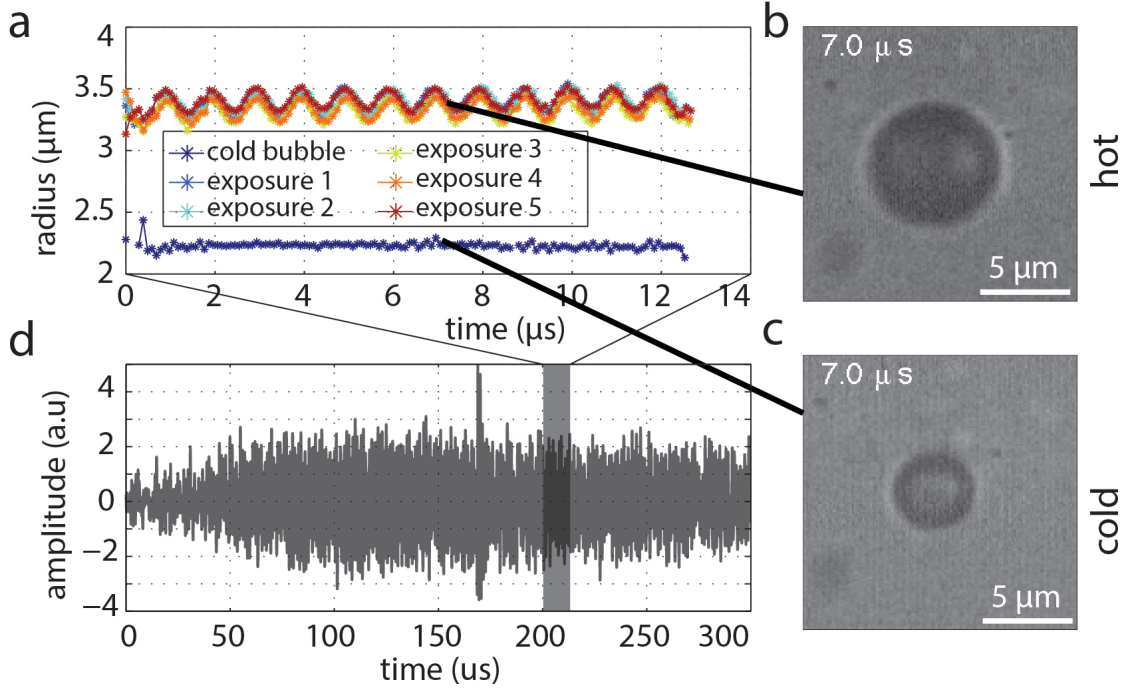 a
4
3.5
3
2.5
2
radius (µm)
cold bubble
exposure 1
exposure 2
exposure 3
exposure 4
exposure 5
0 2 4 6 8 10 12 14
time (µs)
b
7.0 µs
5 µm
hot
c
7.0 µs
5 µm
cold
d
4
2
0
−2
−4
amplitude (a.u)
0 50 100 150 200 250 300
time (us)